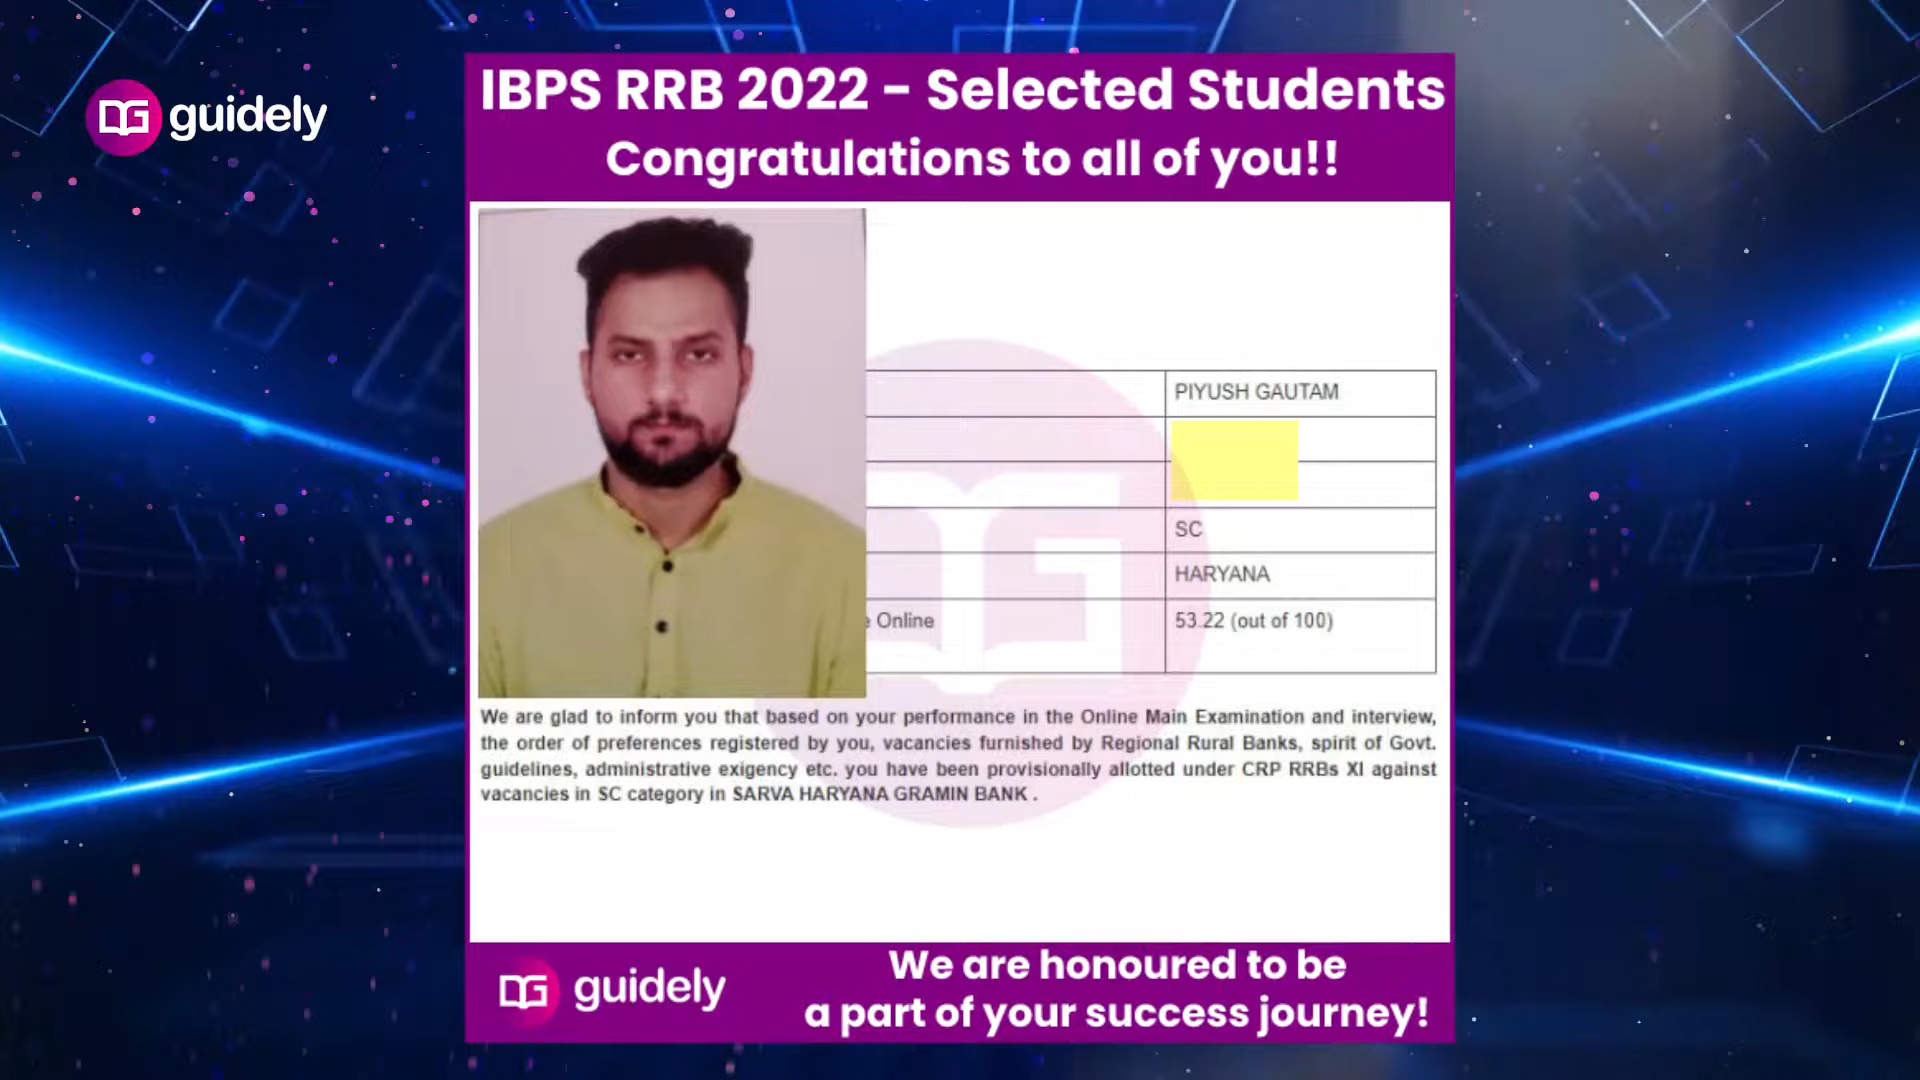 guidely
IBPS RRB 2022 - Selected Students
Congratulations to all of you!!
PIYUSH GAUTAM
SC
HARYANA
Online
53.22 (out of 100)
We are glad to inform you that based on your performance in the Online Main Examination and interview,
the order of preferences registered by you, vacancies furnished by Regional Rural Banks, spirit of Govt.
guidelines, administrative exigency etc. you have been provisionally allotted under CRP RRBs XI against
vacancies in SC category in SARVA HARYANA GRAMIN BANK .
guidely
We are honoured to be
a part of your success journey!